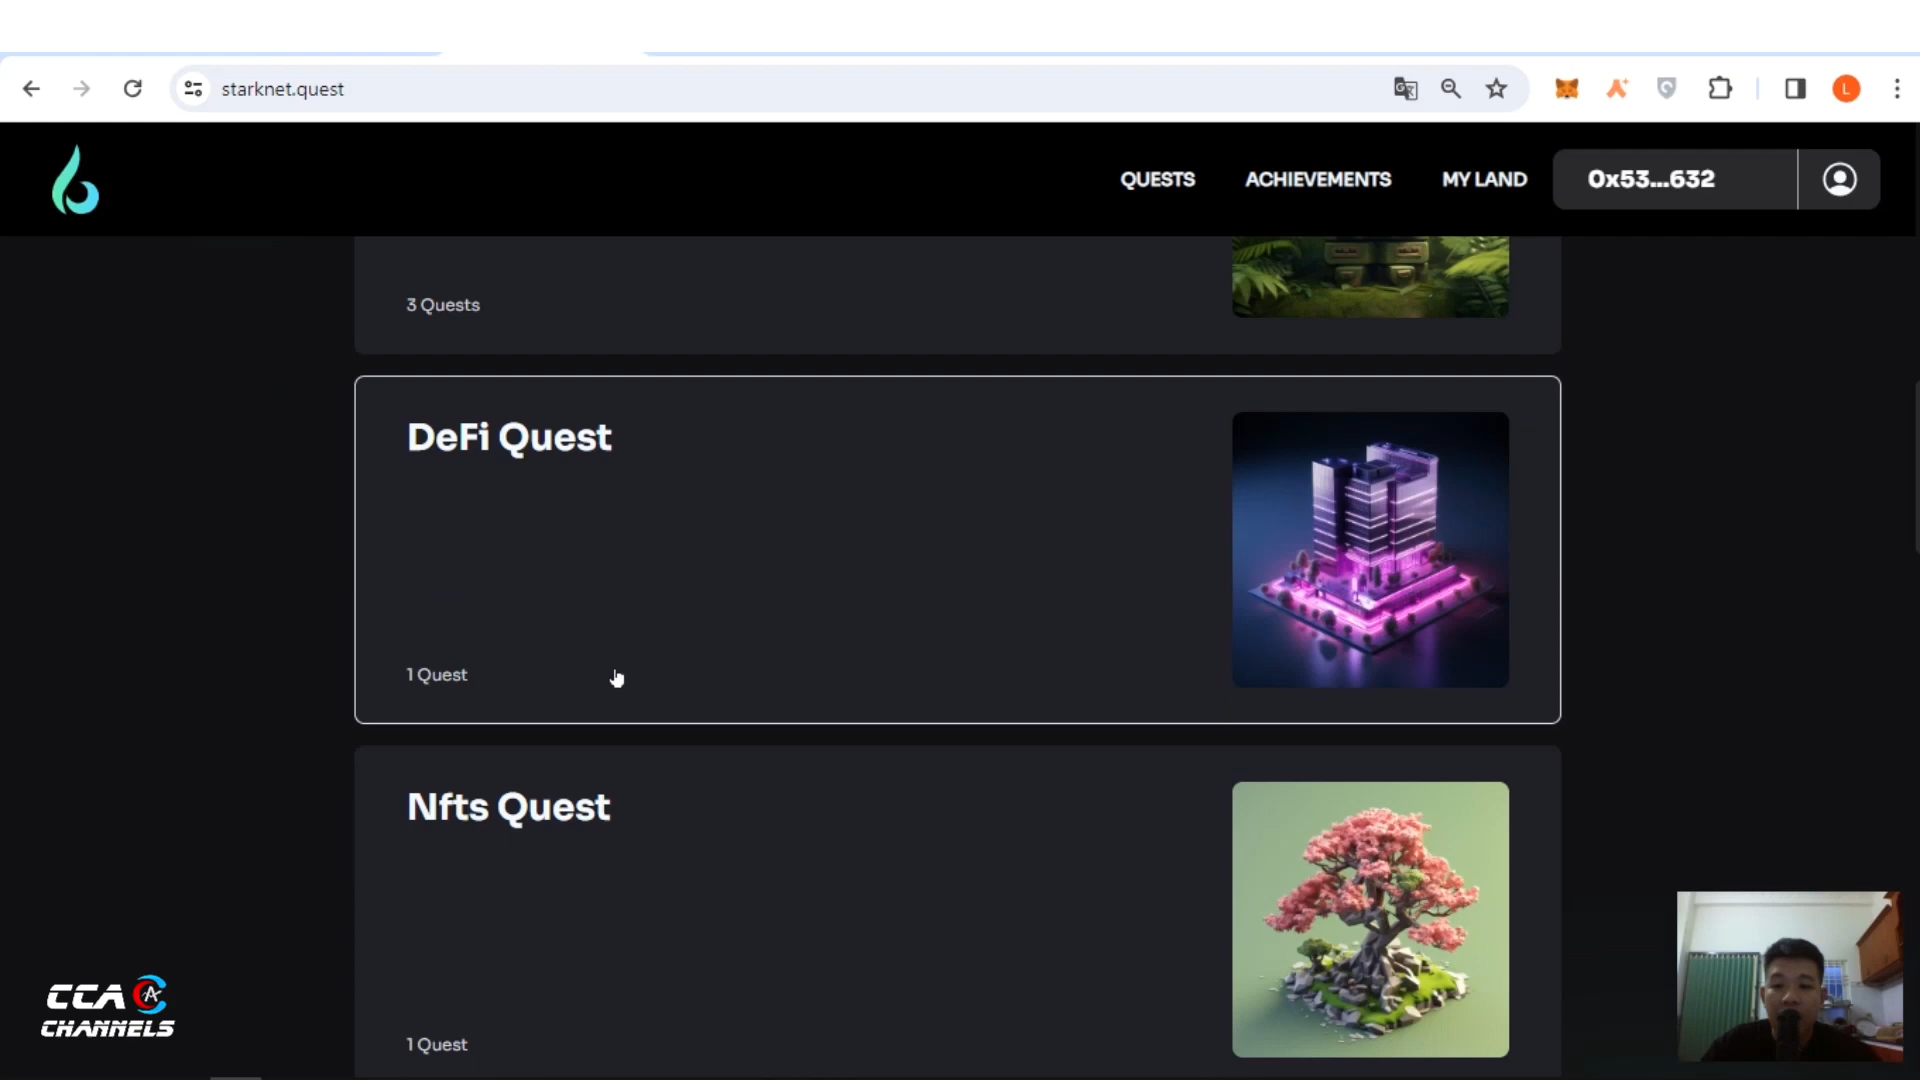 starknet.quest
L
QUESTS
ACHIEVEMENTS
MY LAND
0x53...632
3 Quests
DeFi Quest
1 Quest
Nfts Quest
1 Quest
CCA
CHANNELS